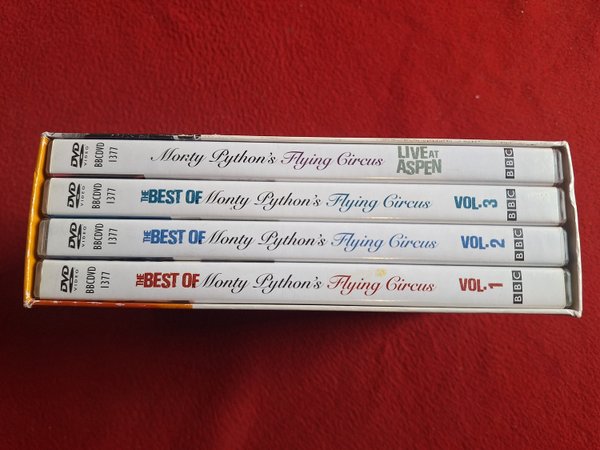 DVD VIDEO BBCDVD 1377 Monty Python's Flying Circus LIVE AT ASPEN BBC
DVD VIDEO BBCDVD 1377 THE BEST OF Monty Python's Flying Circus VOL.3 BBC
DVD VIDEO BBCDVD 1377 THE BEST OF Monty Python's Flying Circus VOL.2 BBC
DVD VIDEO BBCDVD 1377 THE BEST OF Monty Python's Flying Circus VOL.1 BBC